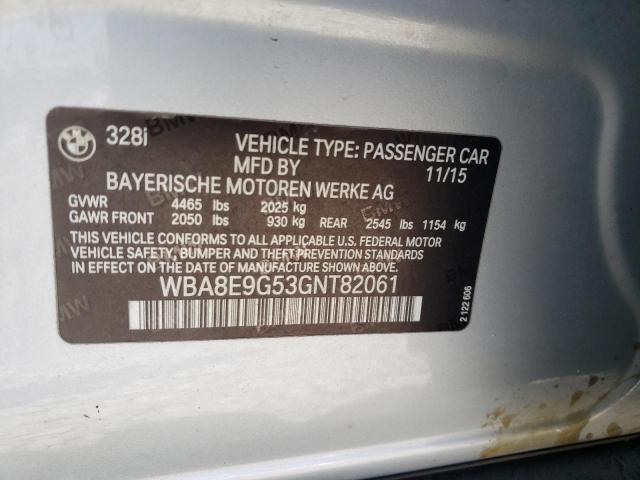 328i
VEHICLE TYPE: PASSENGER CAR
MFD BY 11/15
BAYERISCHE MOTOREN WERKE AG
GVWR 4465 lbs 2025 kg
GAWR FRONT 2050 lbs 930 kg REAR 2545 lbs 1154 kg
THIS VEHICLE CONFORMS TO ALL APPLICABLE U.S. FEDERAL MOTOR
VEHICLE SAFETY, BUMPER AND THEFT PREVENTION STANDARDS
IN EFFECT ON THE DATE OF MANUFACTURE SHOWN ABOVE.
WBA8E9G53GNT82061
2 122 606